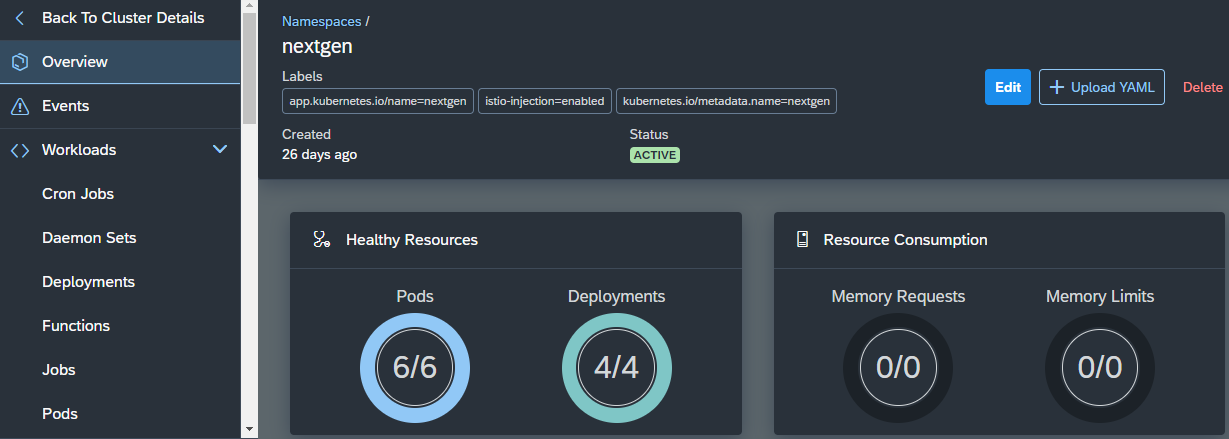 Back To Cluster Details
Overview
Events
Workloads
Cron Jobs
Daemon Sets
Deployments
Functions
Jobs
Pods
Namespaces /
nextgen
Labels
app.kubernetes.io/name=nextgen istio-injection=enabled kubernetes.io/metadata.name=nextgen
Edit Upload YAML Delete
Created Status
26 days ago ACTIVE
Healthy Resources
Pods Deployments
6/6 4/4
Resource Consumption
Memory Requests Memory Limits
0/0 0/0